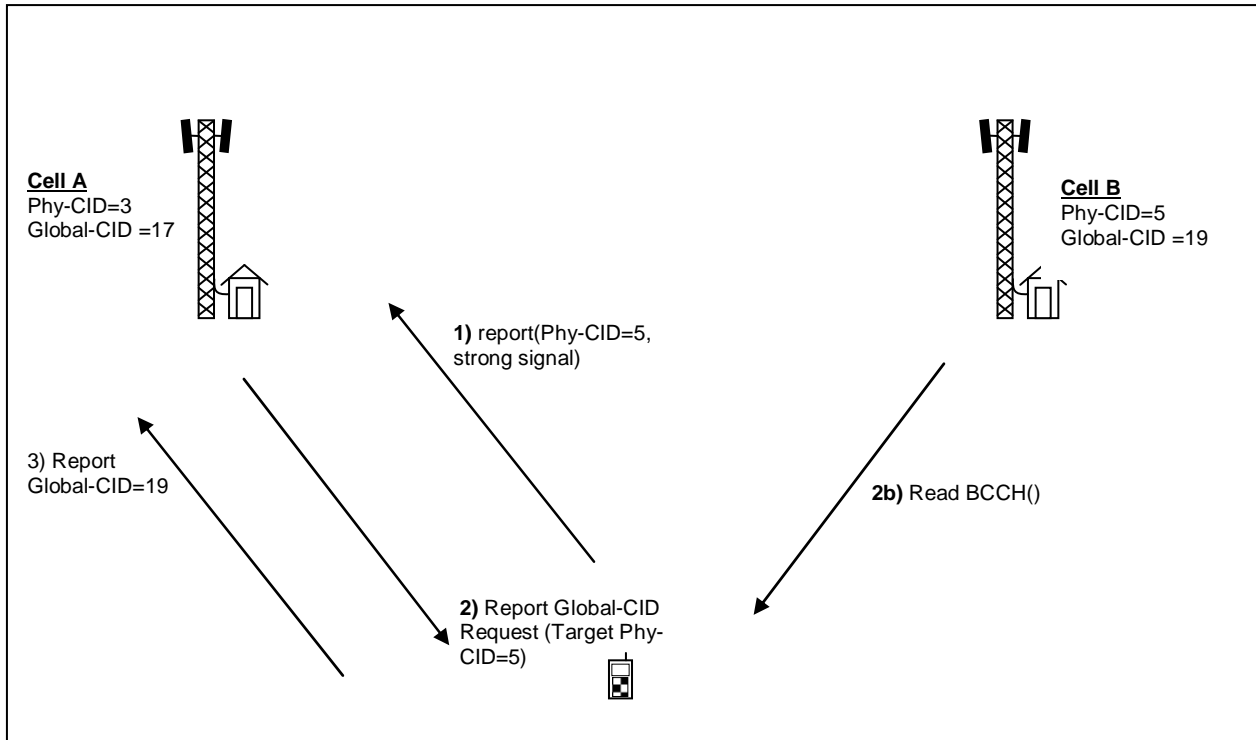 Cell A
Phy-CID=3
Global-CID =17
Cell B
Phy-CID=5
Global-CID =19
1) report(Phy-CID=5,
strong signal)
3) Report
Global-CID=19
2b) Read BCCH()
2) Report Global-CID
Request (Target Phy-
CID=5)